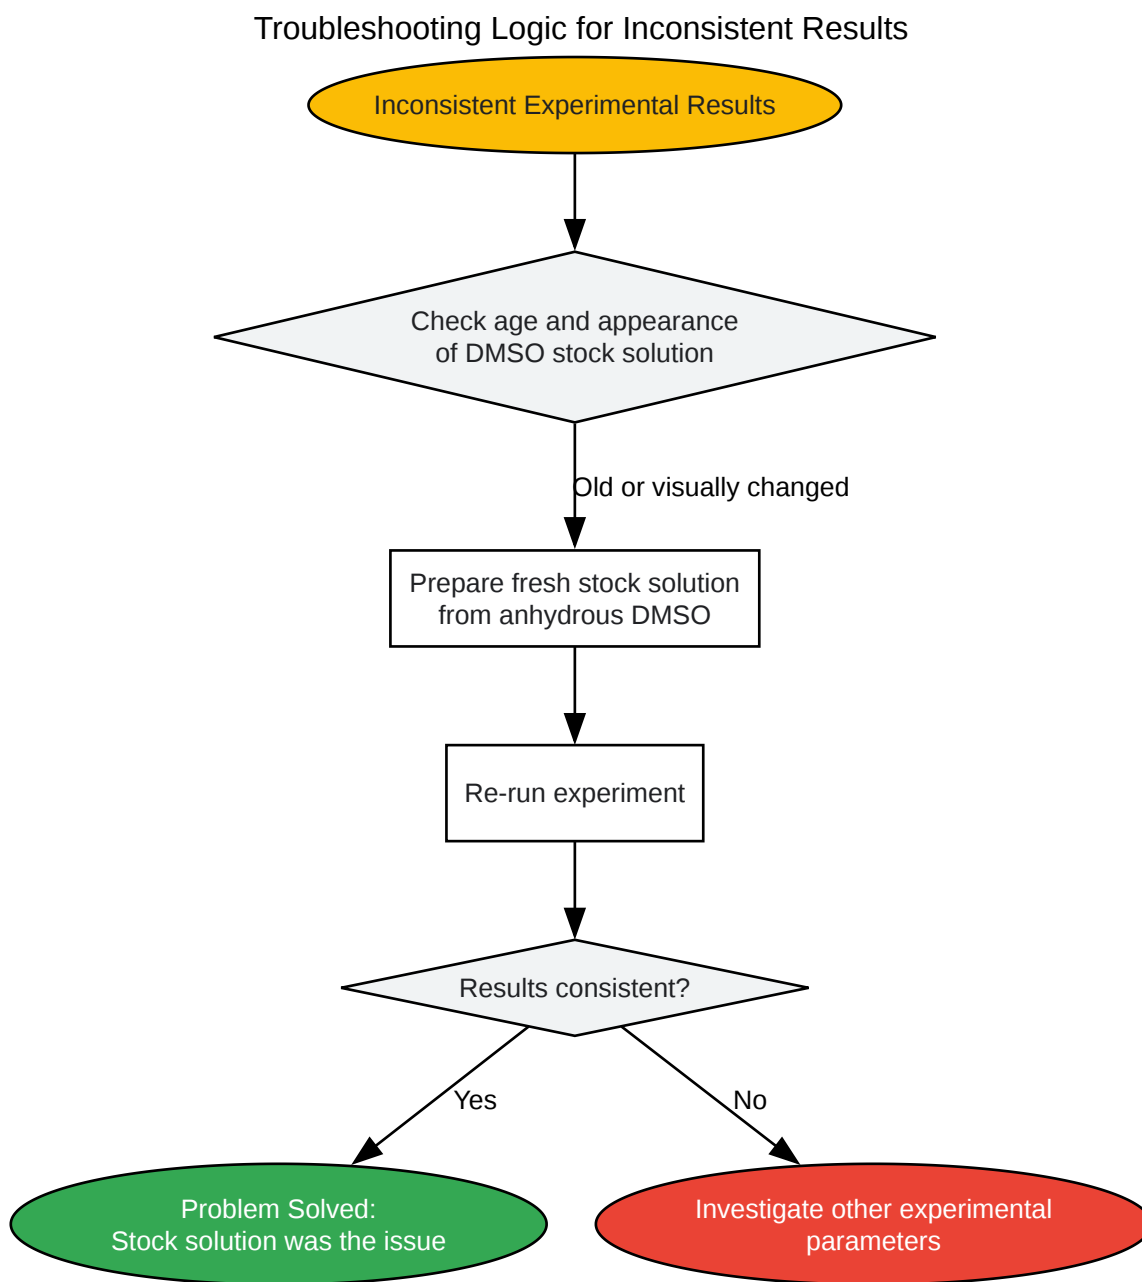 Troubleshooting Logic for Inconsistent Results
Inconsistent Experimental Results
Check age and appearance
of DMSO stock solution
Old or visually changed
Prepare fresh stock solution
from anhydrous DMSO
Re-run experiment
Results consistent?
Yes
No
Problem Solved:
Stock solution was the issue
Investigate other experimental
parameters